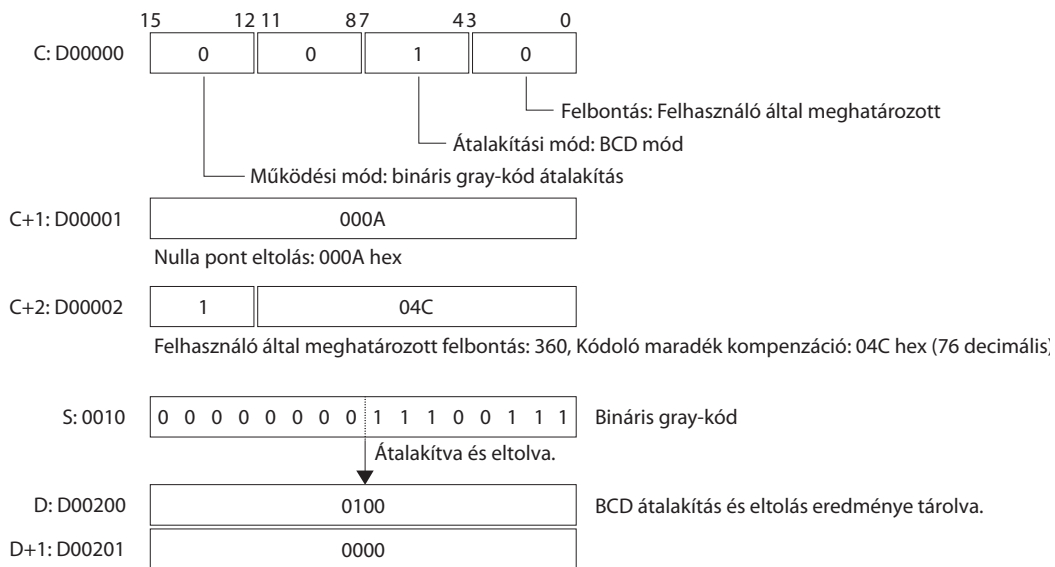 15 12 11 8 7 4 3 0
C: D00000 0 0 1 0
Felbontás: Felhasználó által meghatározott
Átalakítási mód: BCD mód
Működési mód: bináris gray-kód átalakítás
C+1: D00001 000A
Nulla pont eltolás: 000A hex
C+2: D00002 1 04C
Felhasználó által meghatározott felbontás: 360, Kódoló maradék kompenzáció: 04C hex (76 decimális)
S: 0010 0 0 0 0 0 0 0 0 1 1 1 0 0 1 1 1 Bináris gray-kód
Átalakítva és eltolva.
D: D00200 0100 BCD átalakítás és eltolás eredménye tárolva.
D+1: D00201 0000